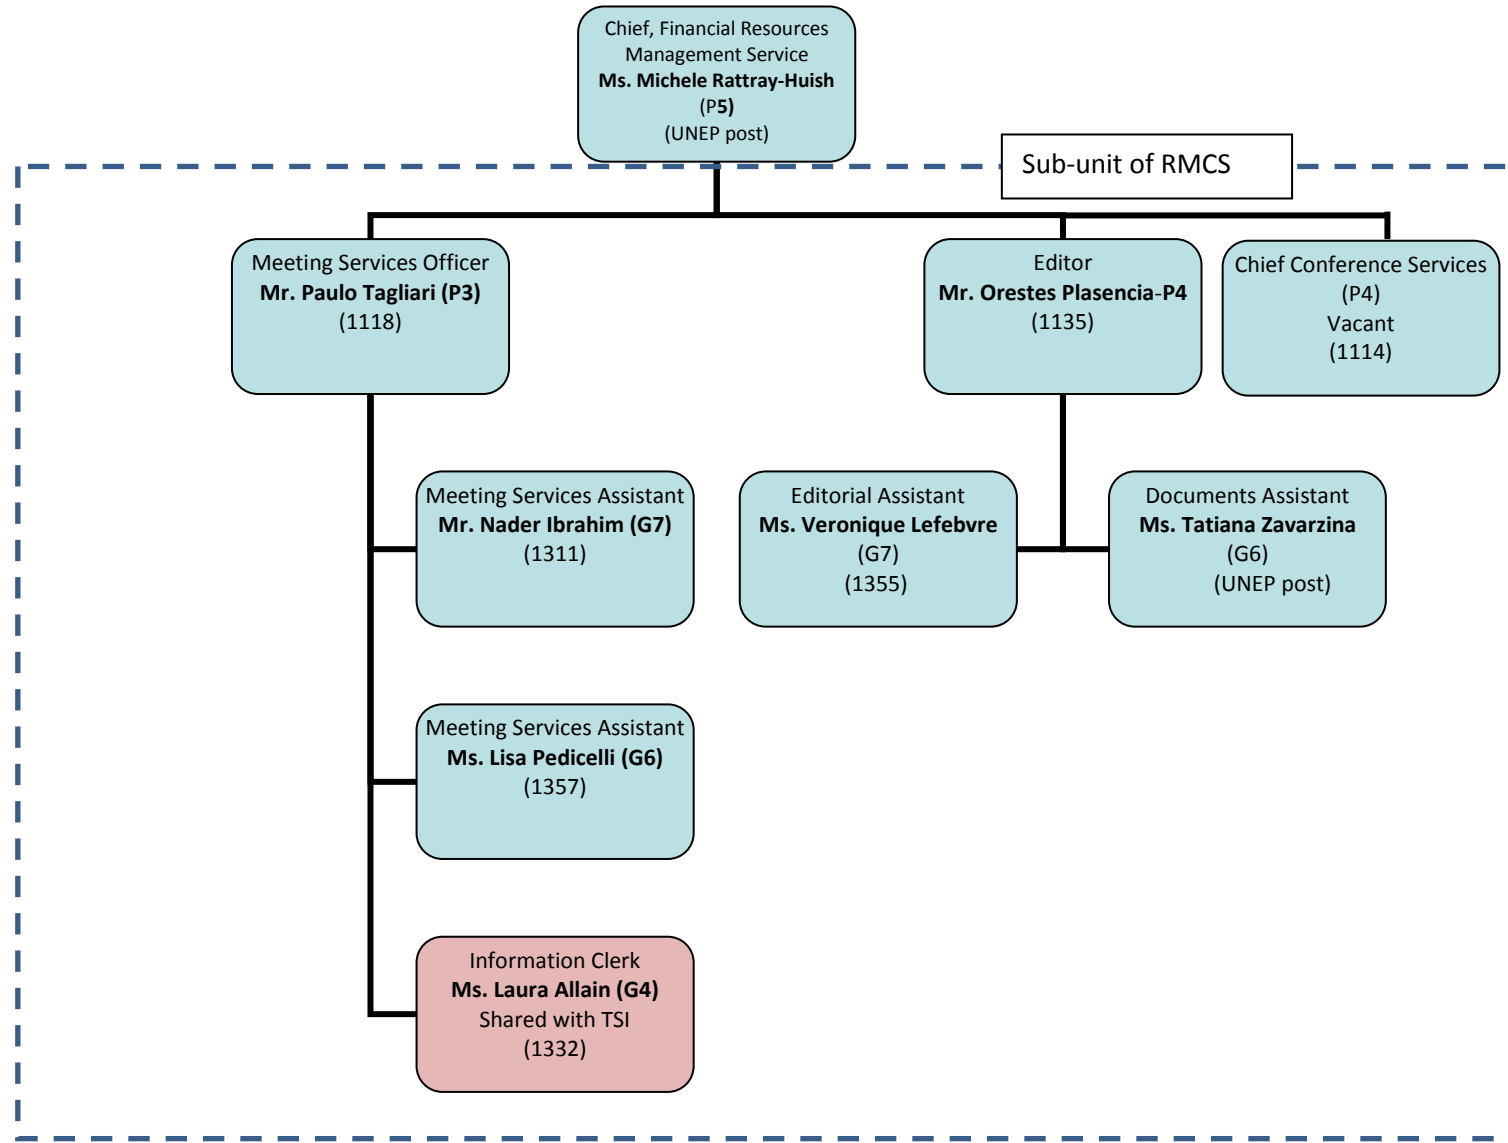 Chief, Financial Resources
Management Service
Ms. Michele Rattray-Huish
(P5)
(UNEP post)
Sub-unit of RMCS
Meeting Services Officer
Mr. Paulo Tagliari (P3)
(1118)
Editor
Mr. Orestes Plasencia-P4
(1135)
Chief Conference Services
(P4)
Vacant
(1114)
Meeting Services Assistant
Mr. Nader Ibrahim (G7)
(1311)
Editorial Assistant
Ms. Veronique Lefebvre
(G7)
(1355)
Documents Assistant
Ms. Tatiana Zavarzina
(G6)
(UNEP post)
Meeting Services Assistant
Ms. Lisa Pedicelli (G6)
(1357)
Information Clerk
Ms. Laura Allain (G4)
Shared with TSI
(1332)